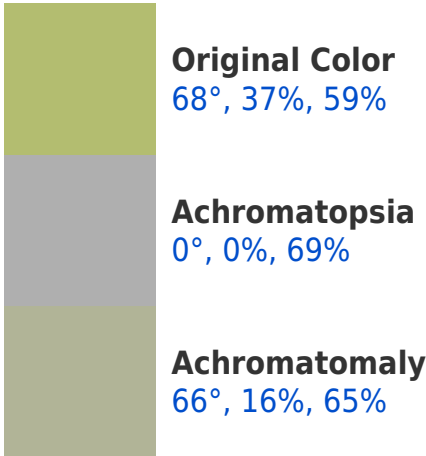 Original Color
68°, 37%, 59%
Achromatopsia
0°, 0%, 69%
Achromatomaly
66°, 16%, 65%